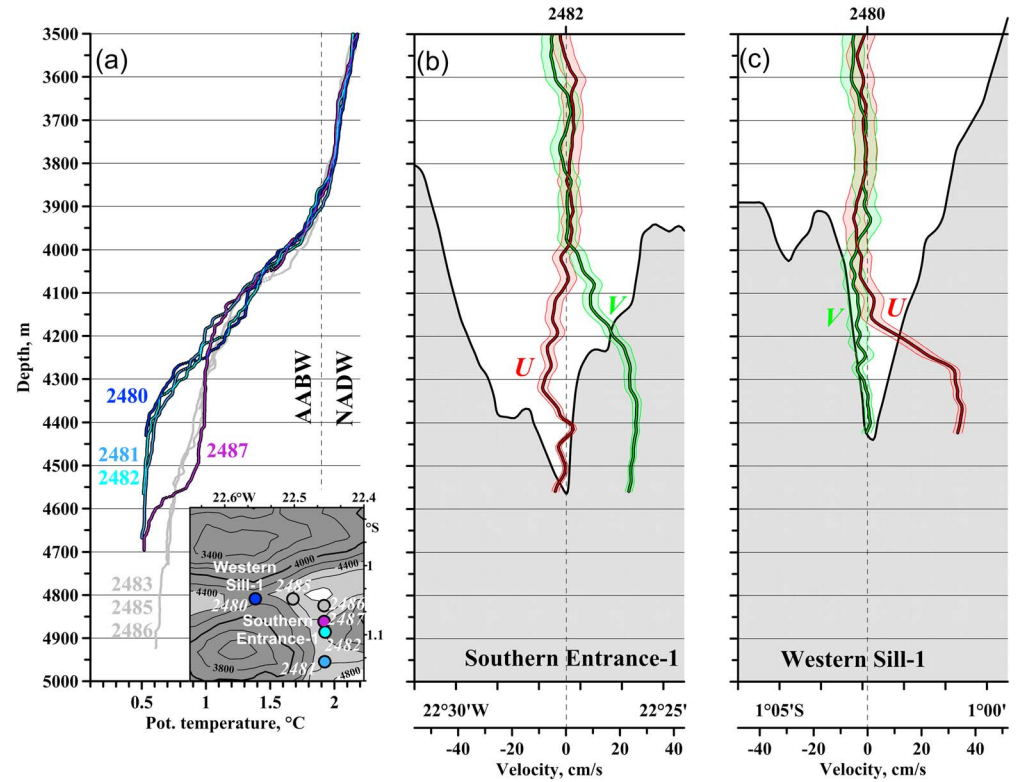 2482
2480
(a)
(b)
(c)
Depth, m
3500
3600
3700
3800
3900
4000
4100
4200
4300
4400
4500
4600
4700
4800
4900
5000
AABW
NADW
2480
2481
2482
2487
2483
2485
2486
U
V
V
U
22.6°W
22.5
22.4
°S
-1
-1.1
3400
4000
4400
Western
Sill-1
4400
2485
2480
2486
Southern
2487
Entrance-1
2482
3800
2481
4800
Southern Entrance-1
Western Sill-1
0.5
1
1.5
2
Pot. temperature, °C
22°30'W
22°25'
1°05'S
1°00'
-40
-20
0
20
40
Velocity, cm/s
-40
-20
0
20
40
Velocity, cm/s